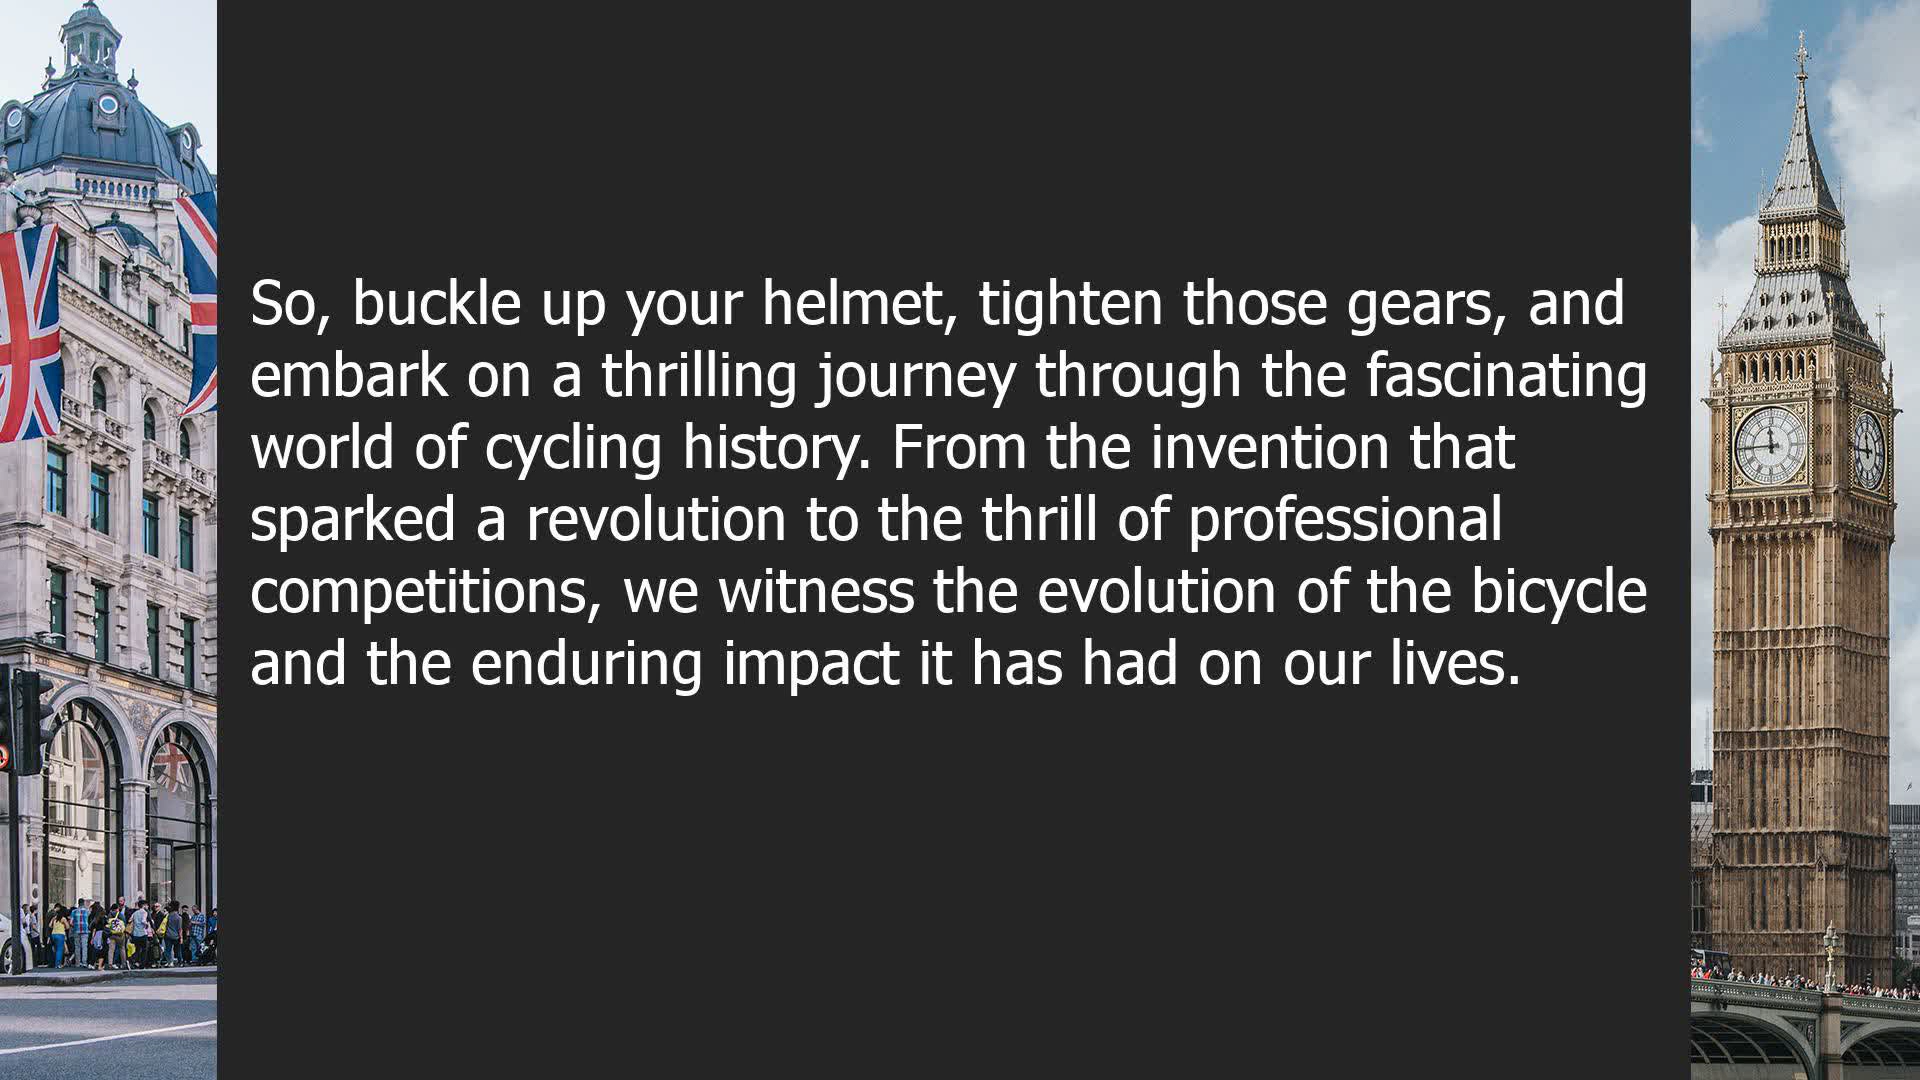 So, buckle up your helmet, tighten those gears, and
embark on a thrilling journey through the fascinating
world of cycling history. From the invention that
sparked a revolution to the thrill of professional
competitions, we witness the evolution of the bicycle
and the enduring impact it has had on our lives.